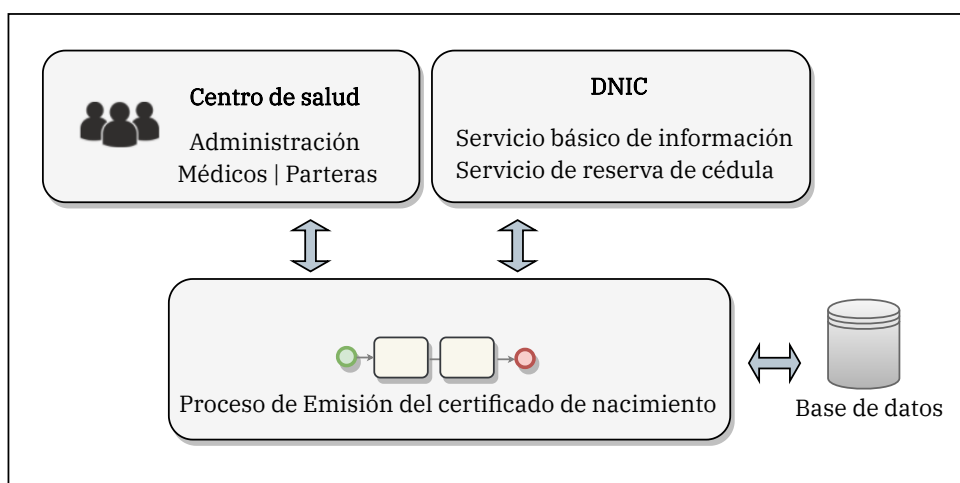 Centro de salud
Administración
Médicos | Parteras
DNIC
Servicio básico de información
Servicio de reserva de cédula
Proceso de Emisión del certificado de nacimiento
Base de datos